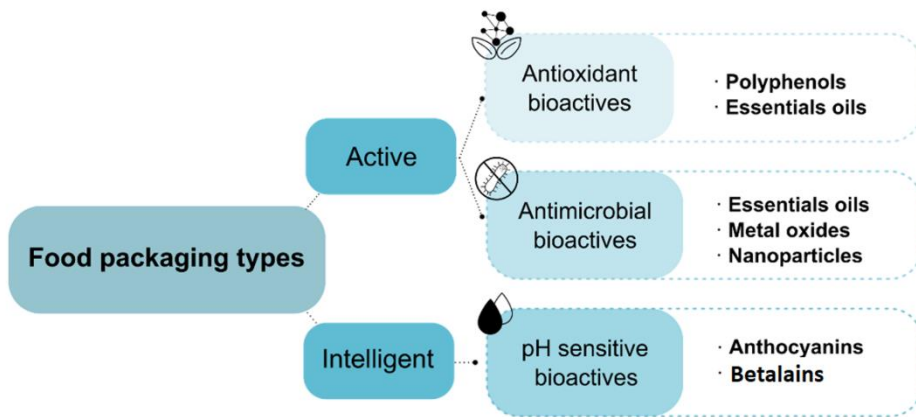 Food packaging types
Active
Antioxidant
bioactives
· Polyphenols
· Essentials oils
Antimicrobial
bioactives
· Essentials oils
· Metal oxides
· Nanoparticles
Intelligent
pH sensitive
bioactives
· Anthocyanins
· Betalains